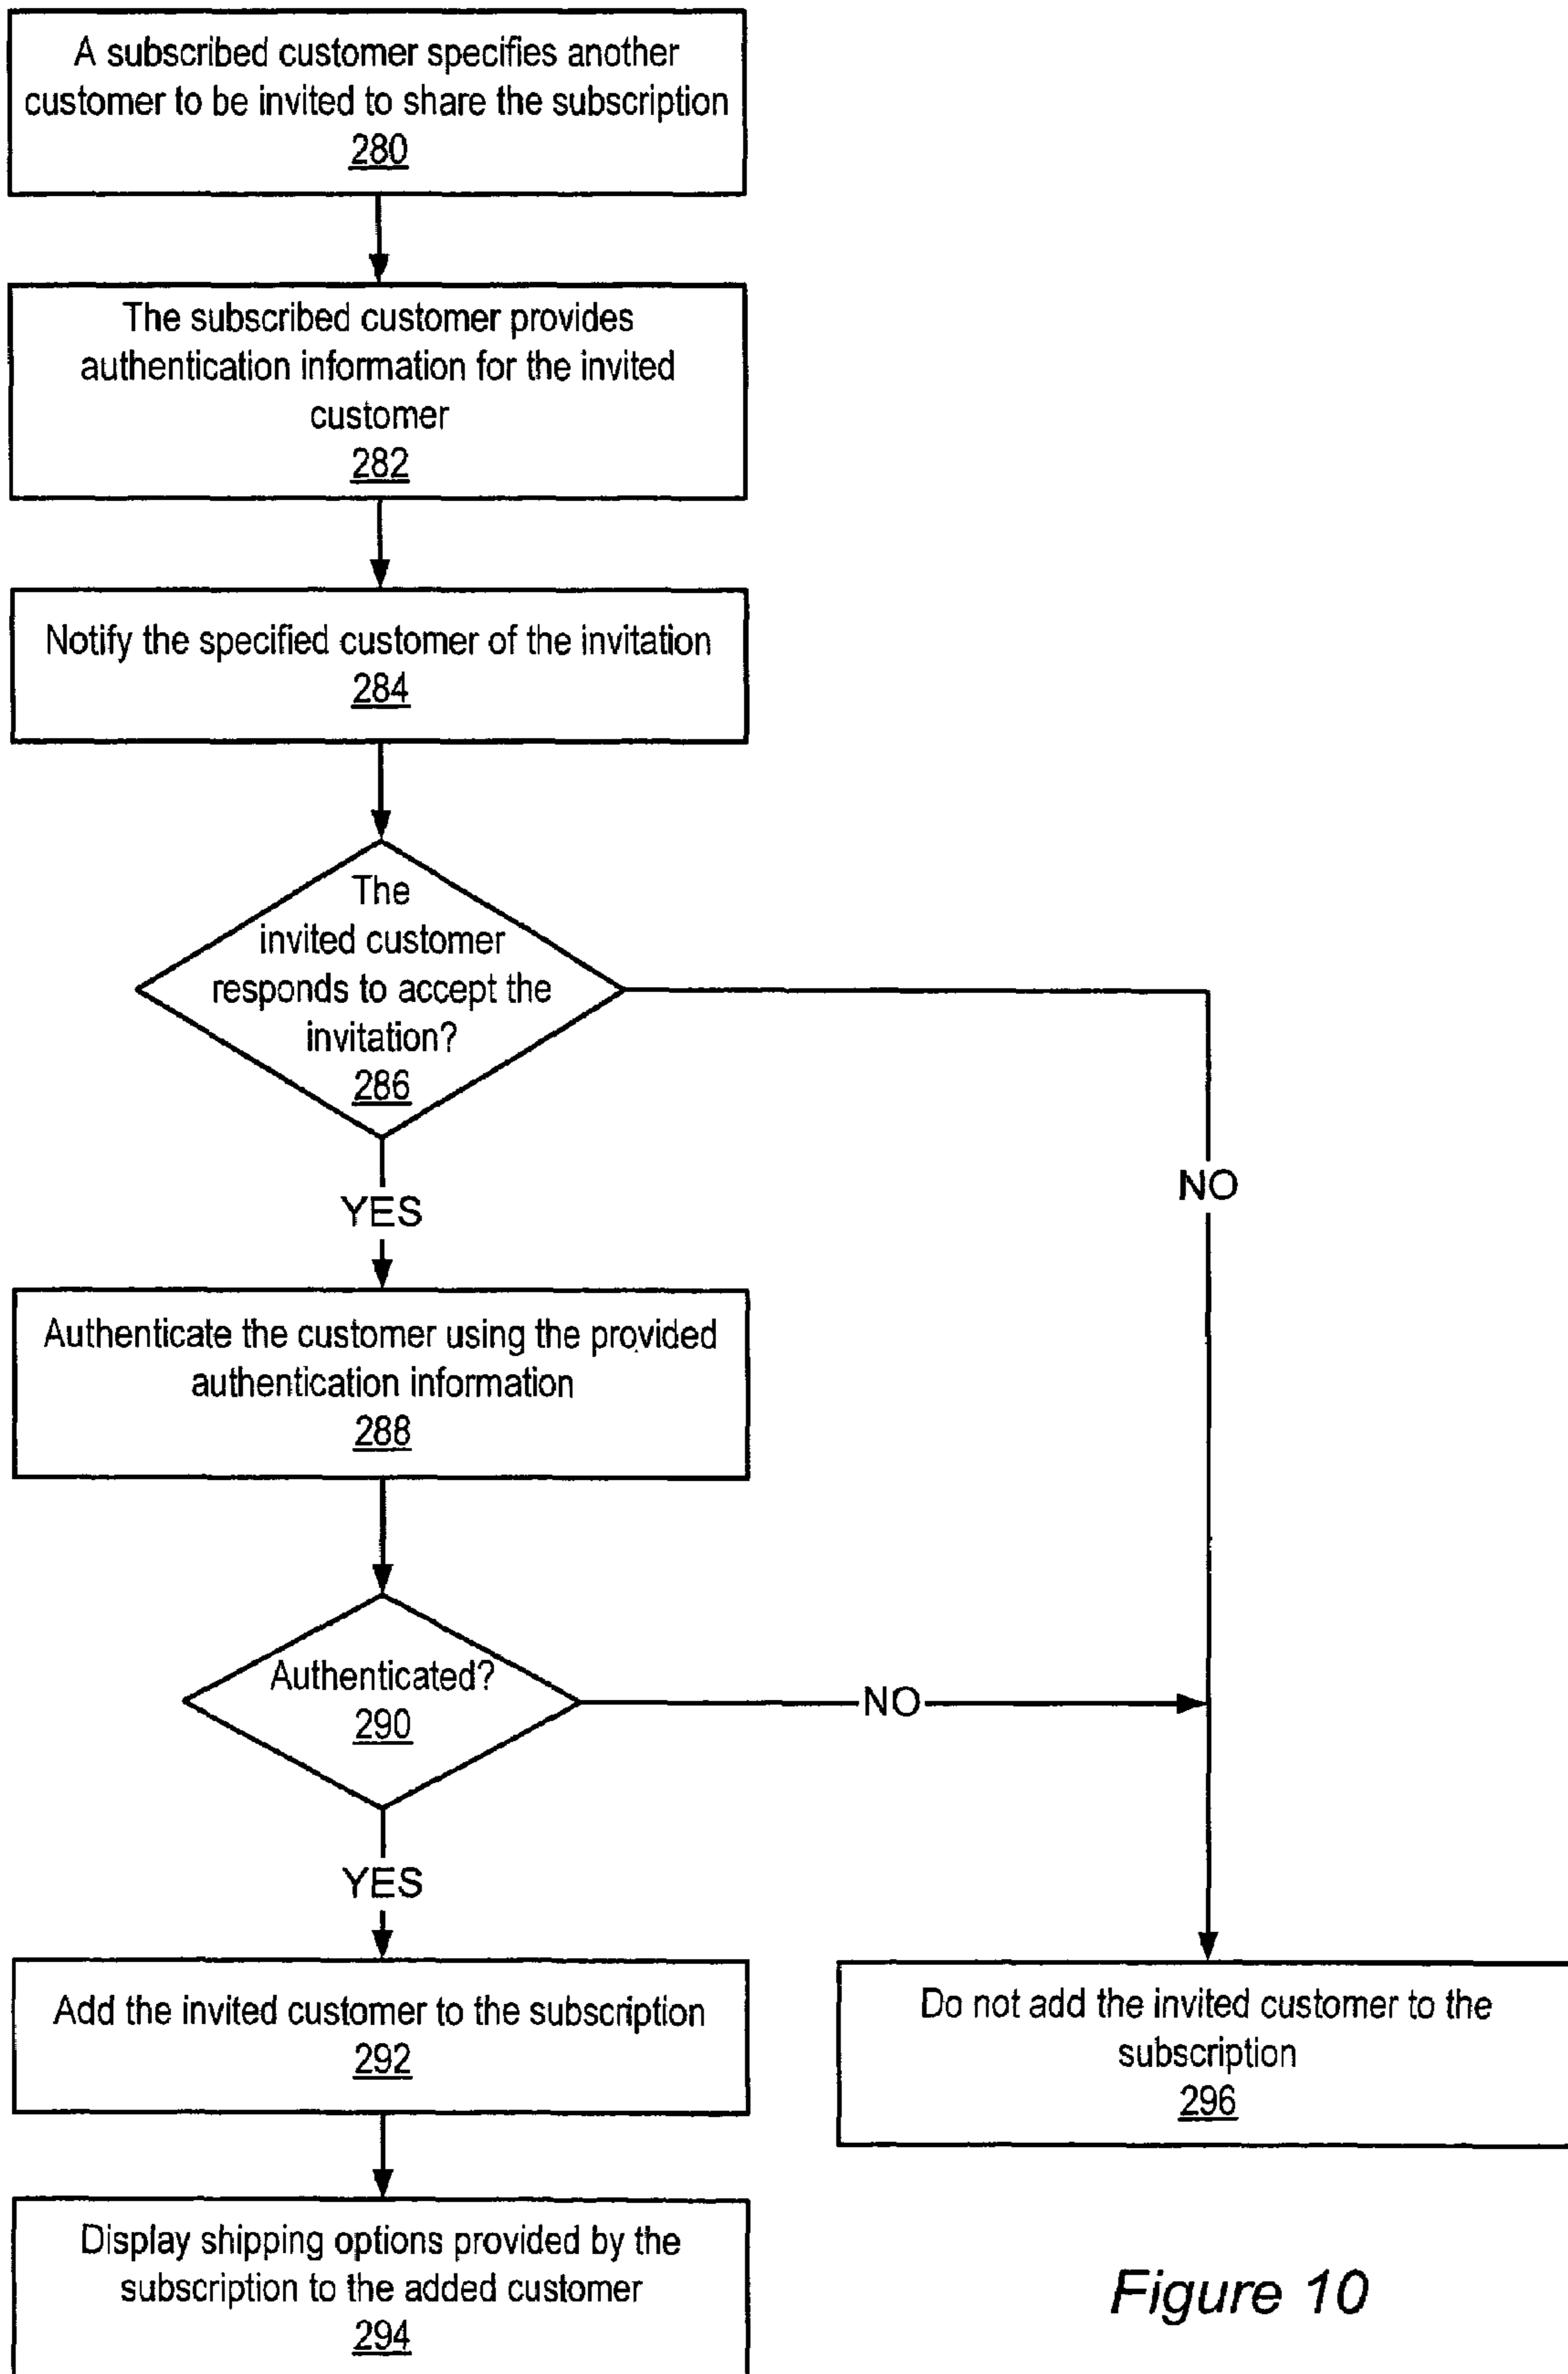 A subscribed customer specifies another
customer to be invited to share the subscription
280
The subscribed customer provides
authentication information for the invited
customer
282
Notify the specified customer of the invitation
284
The
invited customer
responds to accept the
invitation?
286
NO
YES
Authenticate the customer using the provided
authentication information
288
Authenticated?
290
NO
YES
Add the invited customer to the subscription
292
Do not add the invited customer to the
subscription
296
Display shipping options provided by the
subscription to the added customer
294
Figure 10